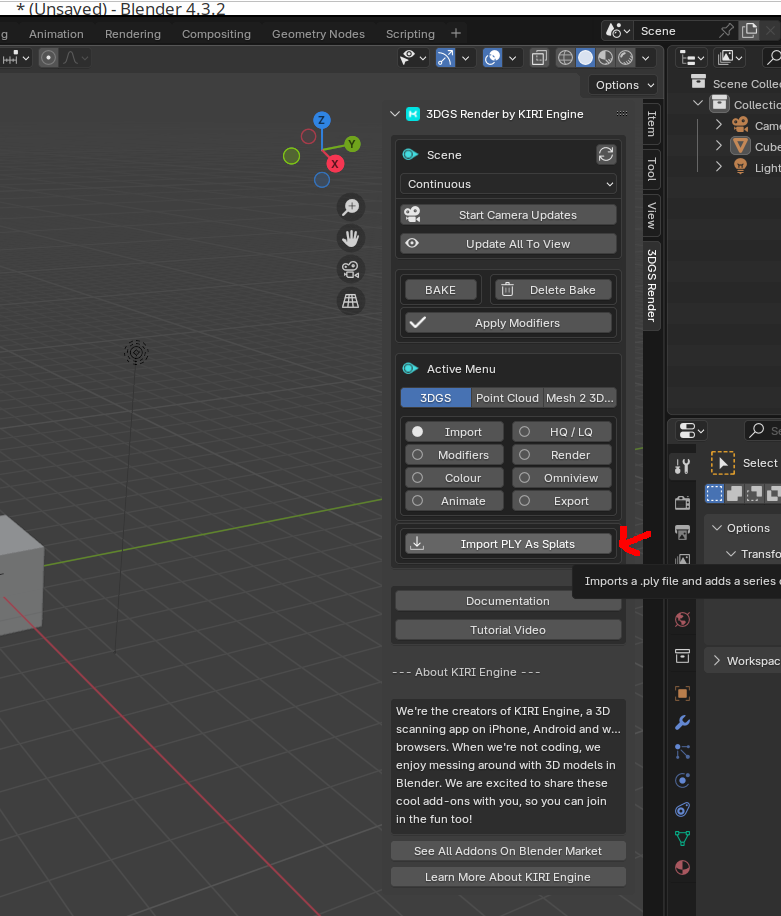 * (Unsaved) - Blender 4.3.2
Animation Rendering Compositing Geometry Nodes Scripting + Scene
Options
3DGS Render by KIRI Engine
Scene
Continuous
Start Camera Updates
Update All To View
BAKE Delete Bake
Apply Modifiers
Active Menu
3DGS Point Cloud Mesh 2 3D...
Import HQ / LQ
Modifiers Render
Colour Omniview
Animate Export
Import PLY As Splats
Imports a .ply file and adds a series
Documentation
Tutorial Video
--- About KIRI Engine ---
We're the creators of KIRI Engine, a 3D
scanning app on iPhone, Android and w...
browsers. When we're not coding, we
enjoy messing around with 3D models in
Blender. We are excited to share these
cool add-ons with you, so you can join
in the fun too!
See All Addons On Blender Market
Learn More About KIRI Engine
Z
Y
X
Item
Tool
View
3DGS Render
Scene Collec
Collectio
Came
Cube
Light
Se
Select
Options
Transfo
Workspac